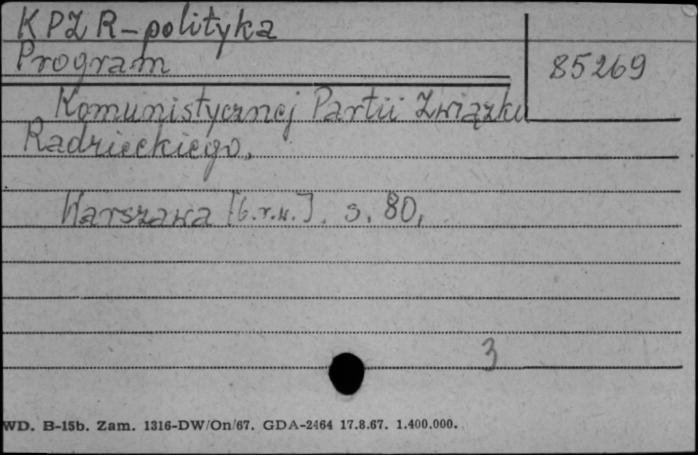 KPZR-polityka
Program
85269
Komunistycznej Partii Związku
Radzieckiego.
Warszawa [b.r.w.]. s. 80.
3
WD. B-15b. Zam. 1316-DW/On/67. GDA-2464 17.8.67. 1.400.000.